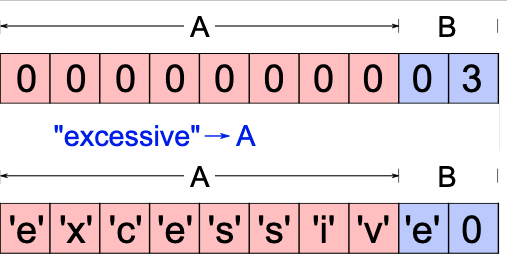 A B
0 0 0 0 0 0 0 0 0 3
"excessive" → A
A B
'e' 'x' 'c' 'e' 's' 's' 'i' 'v' 'e' 0